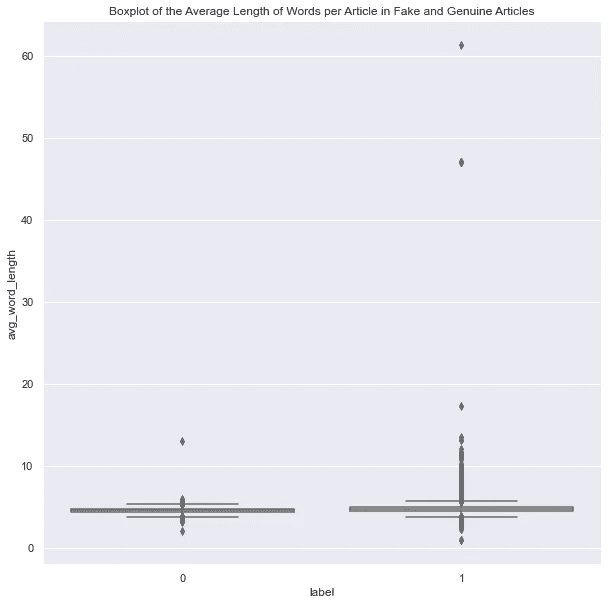 Boxplot of the Average Length of Words per Article in Fake and Genuine Articles
60
50
40
30
20
10
0
avg_word_length
0 1
label